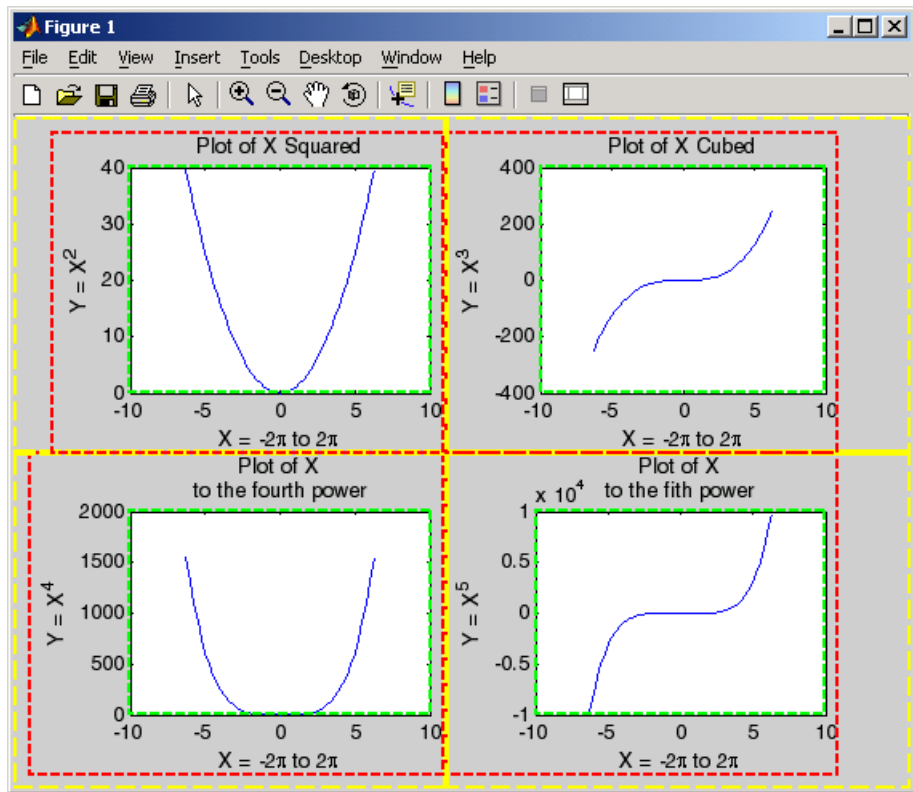 Figure 1
File Edit View Insert Tools Desktop Window Help
Plot of X Squared
40
30
20
10
0
Y = X²
-10 -5 0 5 10
X = -2π to 2π
Plot of X Cubed
400
200
0
-200
-400
Y = X³
-10 -5 0 5 10
X = -2π to 2π
Plot of X
to the fourth power
2000
1500
1000
500
0
Y = X⁴
-10 -5 0 5 10
X = -2π to 2π
Plot of X
to the fith power
x 10⁴
1
0.5
0
-0.5
-1
Y = X⁵
-10 -5 0 5 10
X = -2π to 2π